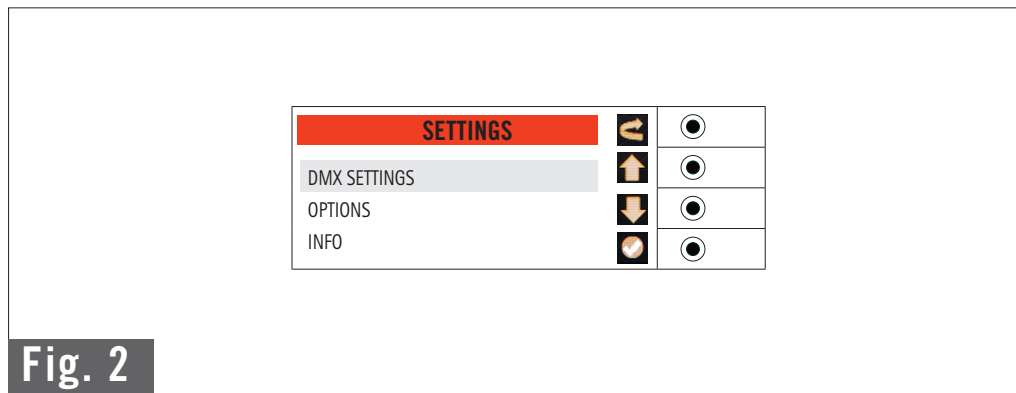 SETTINGS
DMX SETTINGS
OPTIONS
INFO
Fig. 2